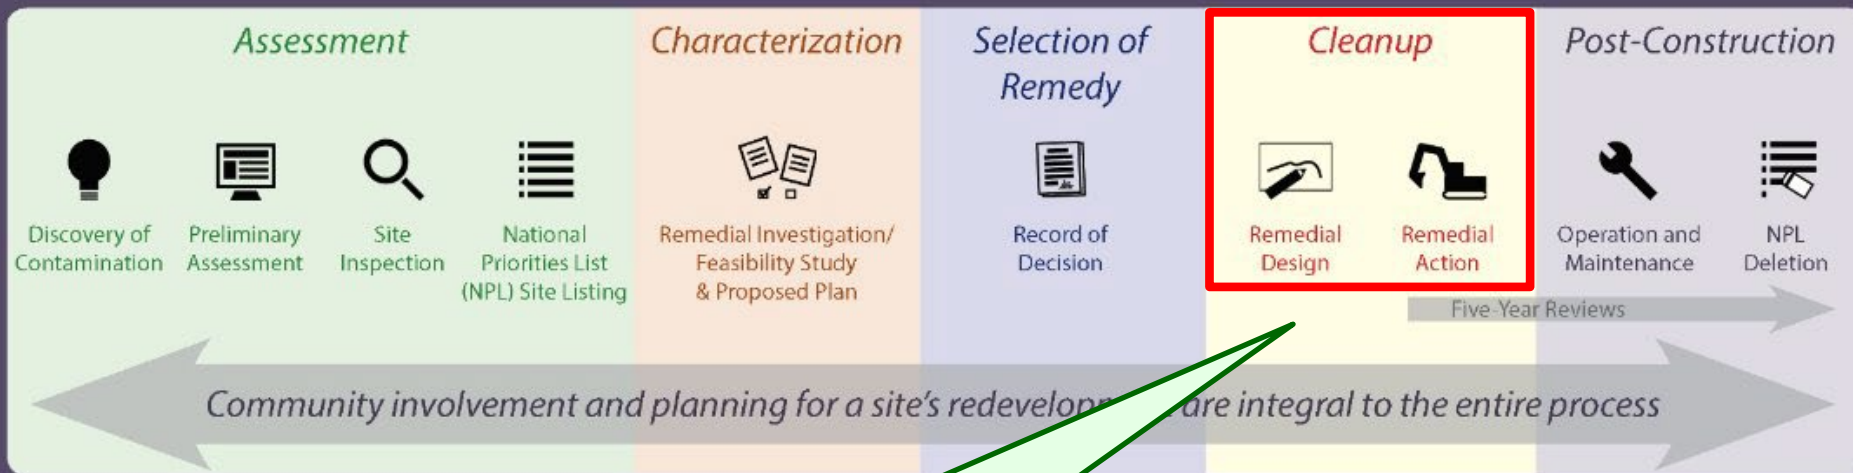 Assessment
Characterization
Selection of
Remedy
Cleanup
Post-Construction
Discovery of
Contamination
Preliminary
Assessment
Site
Inspection
National
Priorities List
(NPL) Site Listing
Remedial Investigation/
Feasibility Study
& Proposed Plan
Record of
Decision
Remedial
Design
Remedial
Action
Operation and
Maintenance
NPL
Deletion
Five-Year Reviews
Community involvement and planning for a site's are integral to the entire process